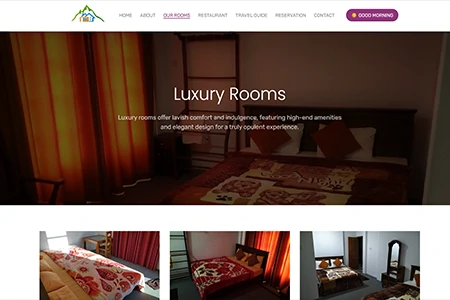 HOME ABOUT OUR ROOMS RESTAURANT TRAVEL GUIDE RESERVATION CONTACT GOOD MORNING
Luxury Rooms
Luxury rooms offer lavish comfort and indulgence, featuring high-end amenities
and elegant design for a truly opulent experience.